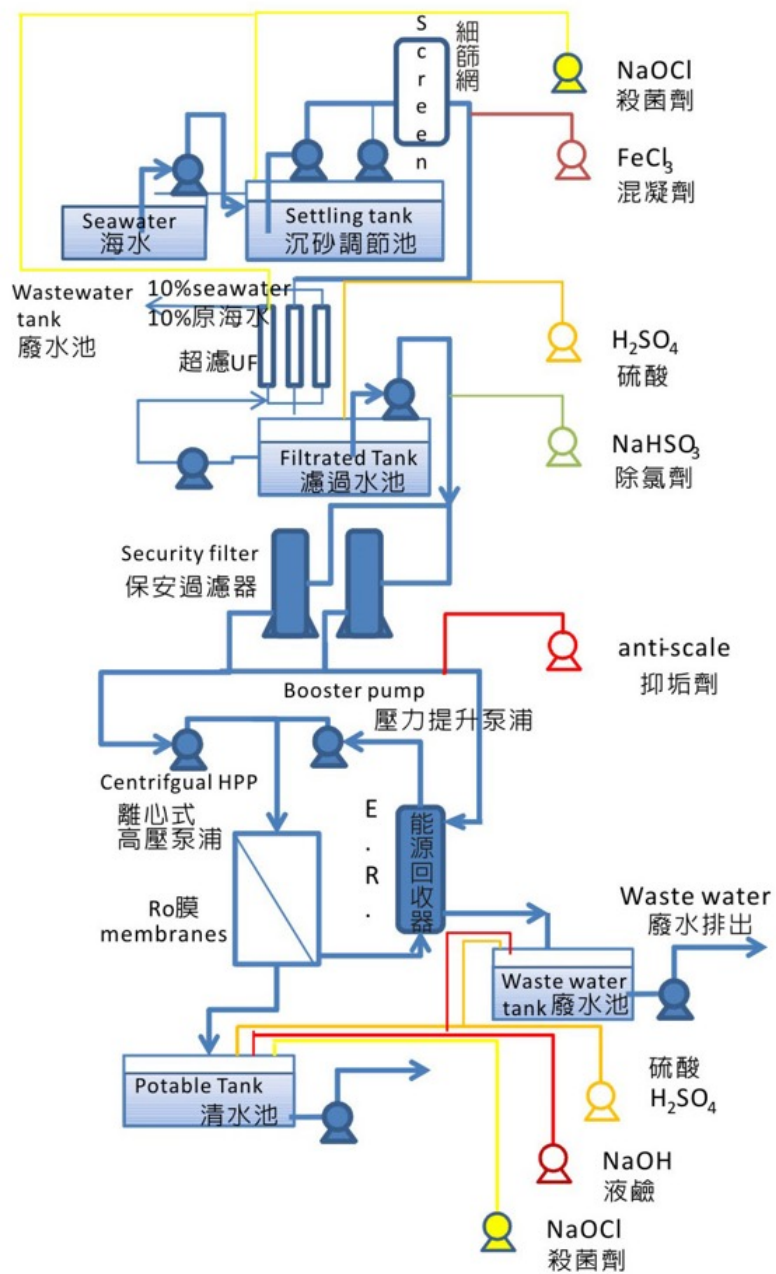 Screen
細篩網
NaOCl
殺菌劑
FeCl₃
混凝劑
Seawater
海水
Settling tank
沉砂調節池
Wastewater
tank
廢水池
10%seawater
10%原海水
超濾UF
H₂SO₄
硫酸
NaHSO₃
除氯劑
Filtrated Tank
濾過水池
Security filter
保安過濾器
anti-scale
抑垢劑
Booster pump
壓力提升泵浦
Centrifgual HPP
離心式
高壓泵浦
E.R.
能源回收器
Ro膜
membranes
Waste water
廢水排出
Waste water
tank 廢水池
Potable Tank
清水池
硫酸
H₂SO₄
NaOH
液鹼
NaOCl
殺菌劑